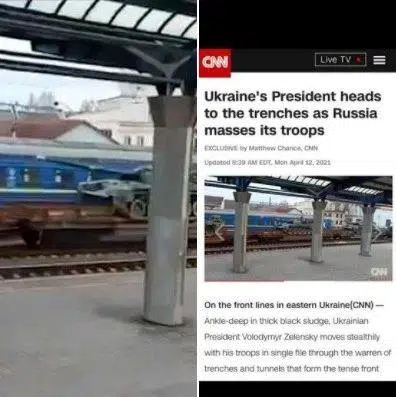 CNN
Live TV
Ukraine's President heads
to the trenches as Russia
masses its troops
EXCLUSIVE by Matthew Chance, CNN
Updated 8:39 AM EDT, Mon April 12, 2021
CNN
On the front lines in eastern Ukraine(CNN) —
Ankle-deep in thick black sludge, Ukrainian
President Volodymyr Zelensky moves stealthily
with his troops in single file through the warren of
trenches and tunnels that form the tense front